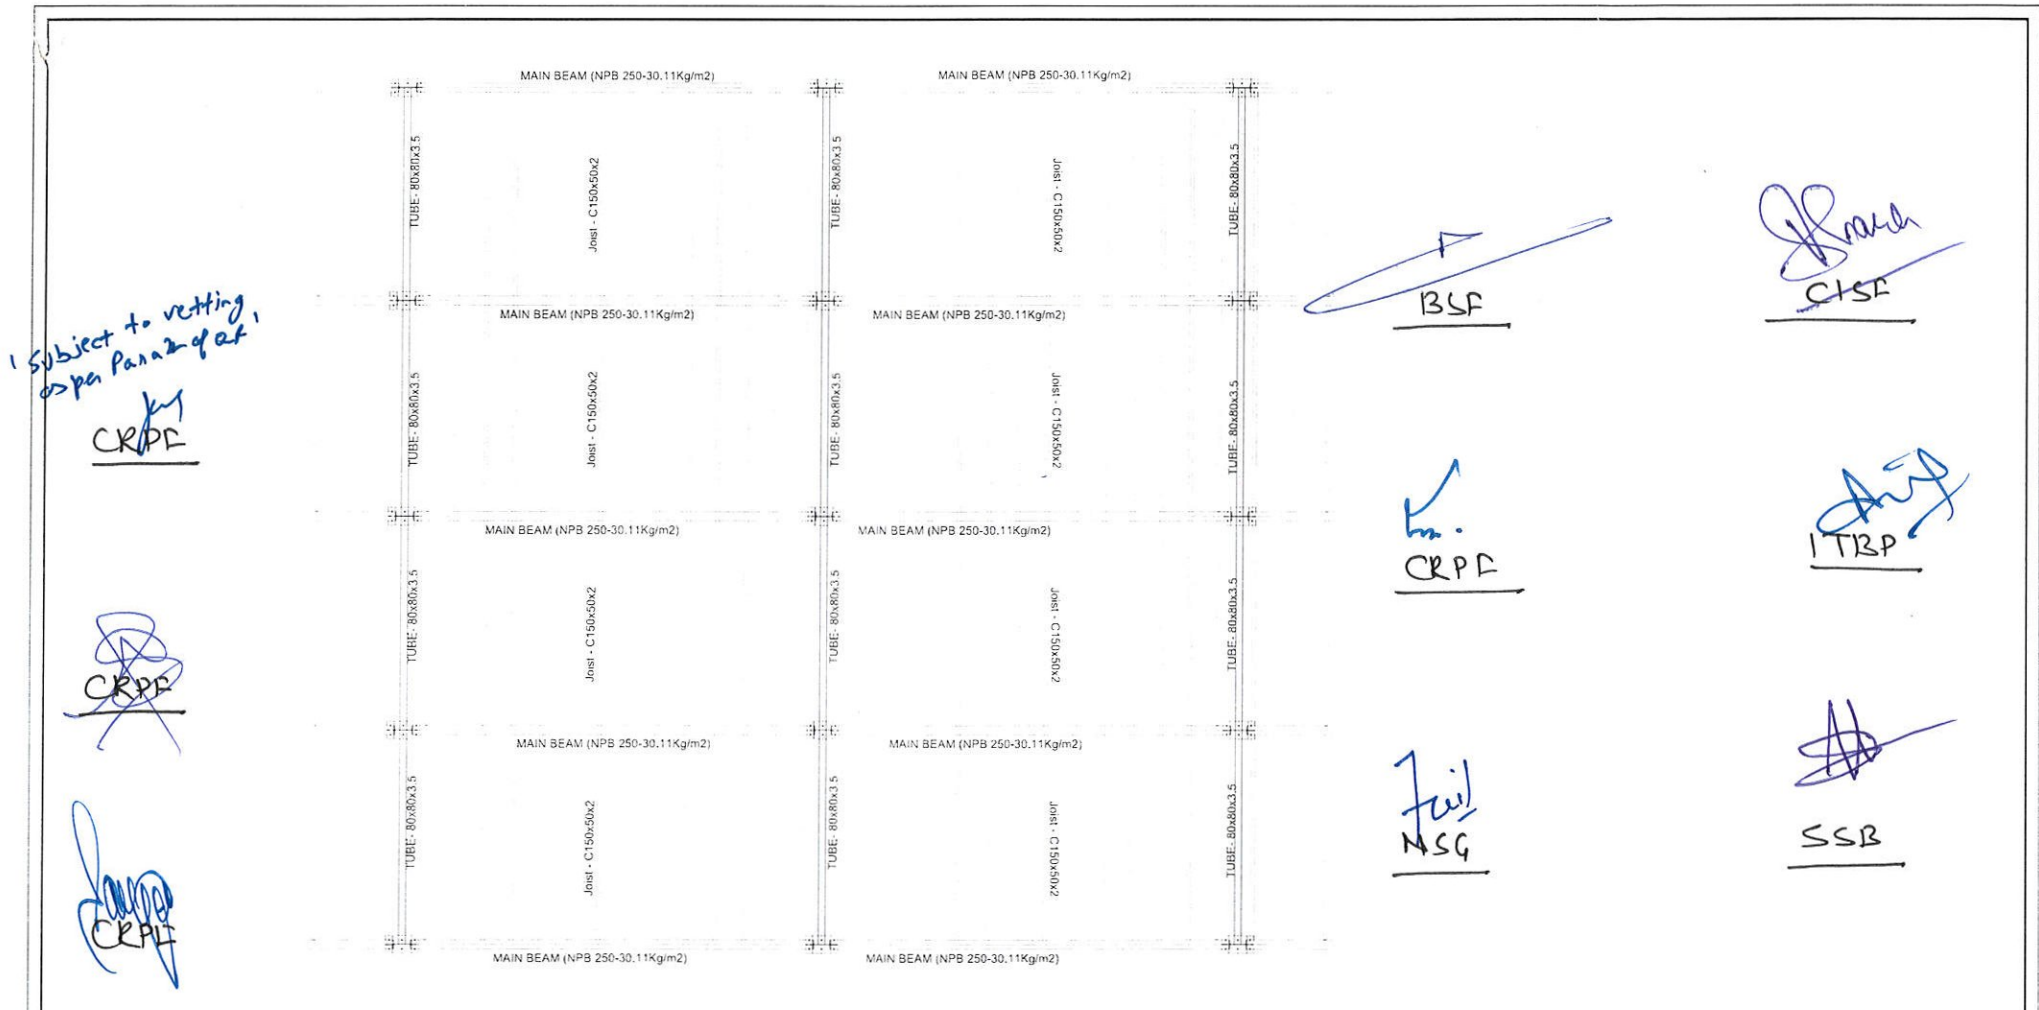 MAIN BEAM (NPB 250-30.11Kg/m2)
MAIN BEAM (NPB 250-30.11Kg/m2)
TUBE- 80x80x3.5
Joist - C150x50x2
TUBE- 80x80x3.5
Joist - C150x50x2
TUBE- 80x80x3.5
BSF
CISF
MAIN BEAM (NPB 250-30.11Kg/m2)
MAIN BEAM (NPB 250-30.11Kg/m2)
Subject to vetting
as per Para
CRPF
TUBE- 80x80x3.5
Joist - C150x50x2
TUBE- 80x80x3.5
Joist - C150x50x2
TUBE- 80x80x3.5
MAIN BEAM (NPB 250-30.11Kg/m2)
MAIN BEAM (NPB 250-30.11Kg/m2)
CRPF
ITBP
TUBE- 80x80x3.5
Joist - C150x50x2
TUBE- 80x80x3.5
Joist - C150x50x2
TUBE- 80x80x3.5
CRPF
MAIN BEAM (NPB 250-30.11Kg/m2)
MAIN BEAM (NPB 250-30.11Kg/m2)
TUBE- 80x80x3.5
Joist - C150x50x2
TUBE- 80x80x3.5
Joist - C150x50x2
TUBE- 80x80x3.5
NSG
SSB
CRPF
MAIN BEAM (NPB 250-30.11Kg/m2)
MAIN BEAM (NPB 250-30.11Kg/m2)